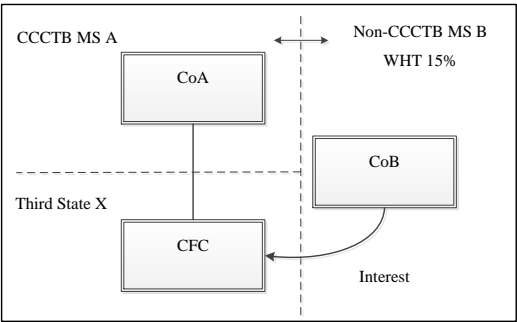 CCCTB MS A
Non-CCCTB MS B
WHT 15%
CoA
CoB
Third State X
CFC
Interest